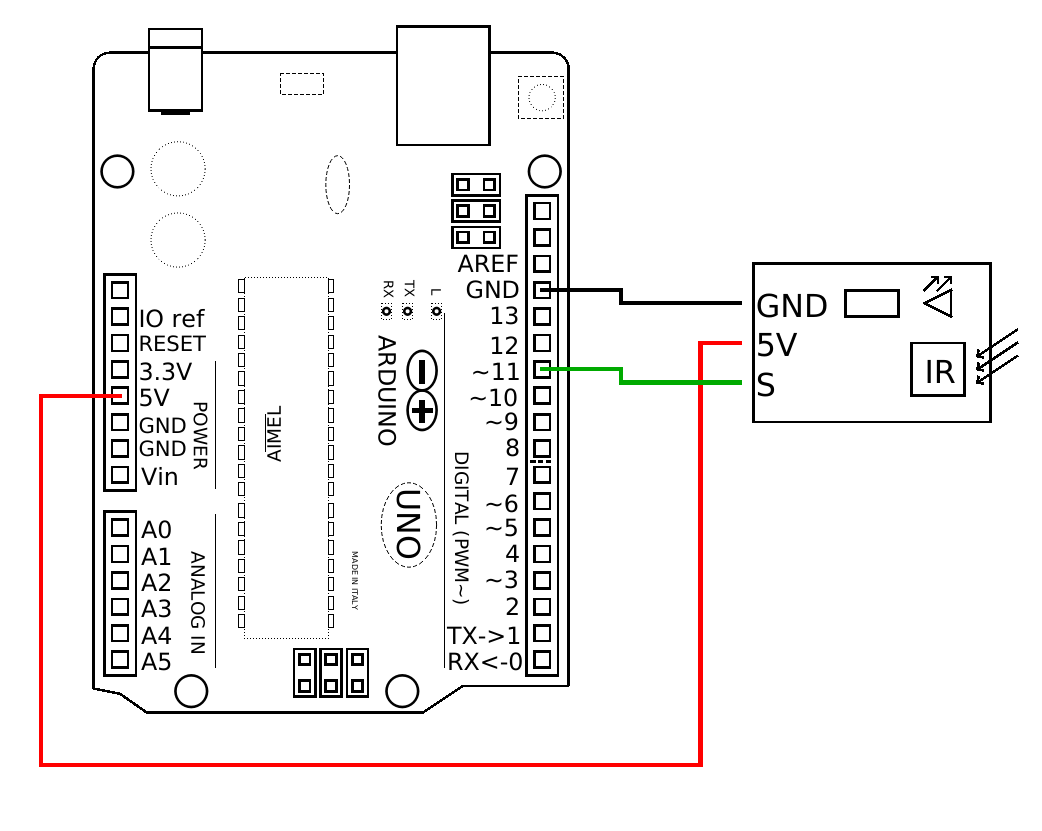 AREF
GND
13
12
~11
~10
~9
8
7
~6
~5
4
~3
2
TX->1
RX<-0
IO ref
RESET
3.3V
5V
GND
GND
Vin
POWER
A0
A1
A2
A3
A4
A5
ANALOG IN
AIMEL
RX
TX
L
ARDUINO
UNO
MADE IN ITALY
DIGITAL (PWM~)
GND
5V
S
IR